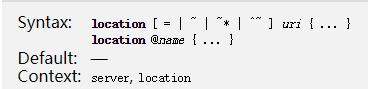 Syntax: location [ = | ~ | ~* | ^~ ] uri { ... }
location @name { ... }
Default: —
Context: server, location